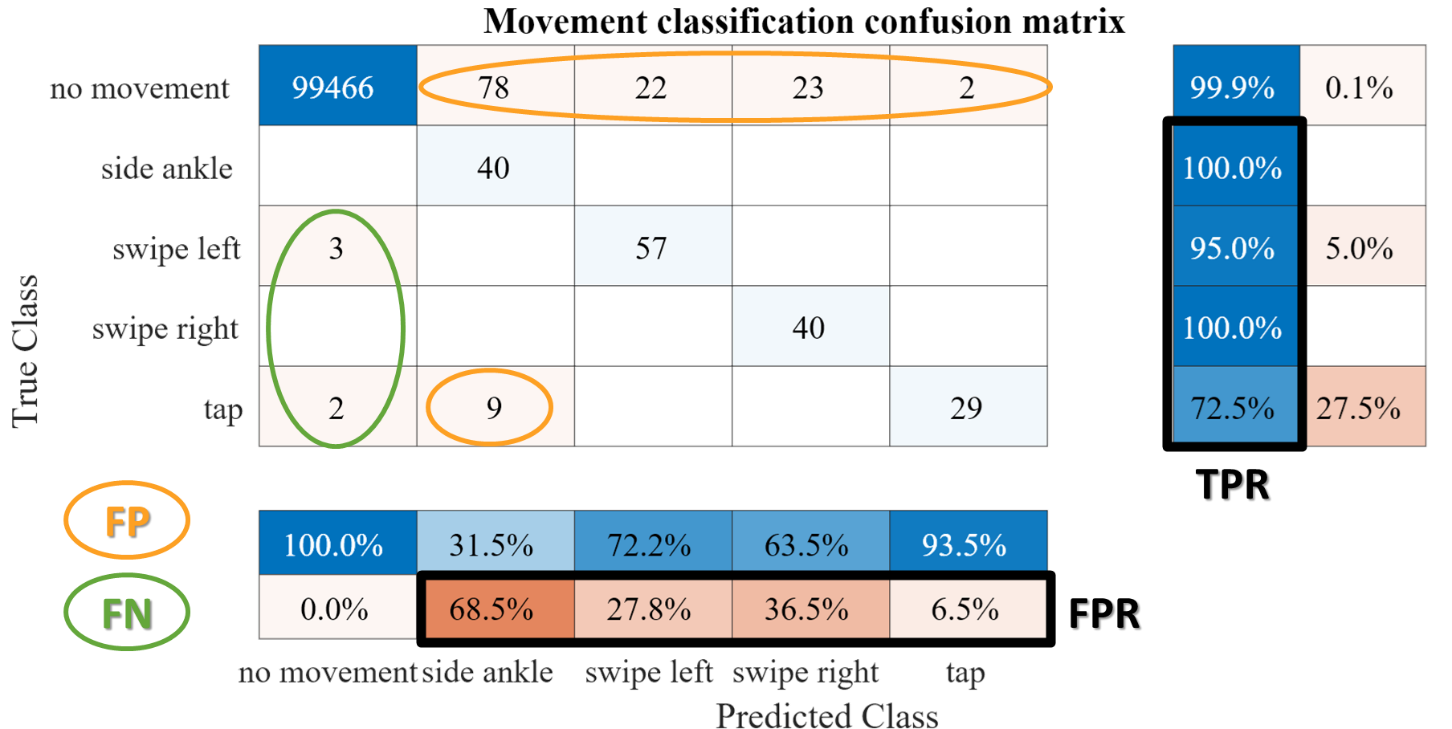 Movement classification confusion matrix
no movement 99466 78 22 23 2 99.9% 0.1%
side ankle 40 100.0%
swipe left 3 57 95.0% 5.0%
swipe right 40 100.0%
tap 2 9 29 72.5% 27.5%
True Class
TPR
FP 100.0% 31.5% 72.2% 63.5% 93.5%
FN 0.0% 68.5% 27.8% 36.5% 6.5% FPR
no movement side ankle swipe left swipe right tap
Predicted Class